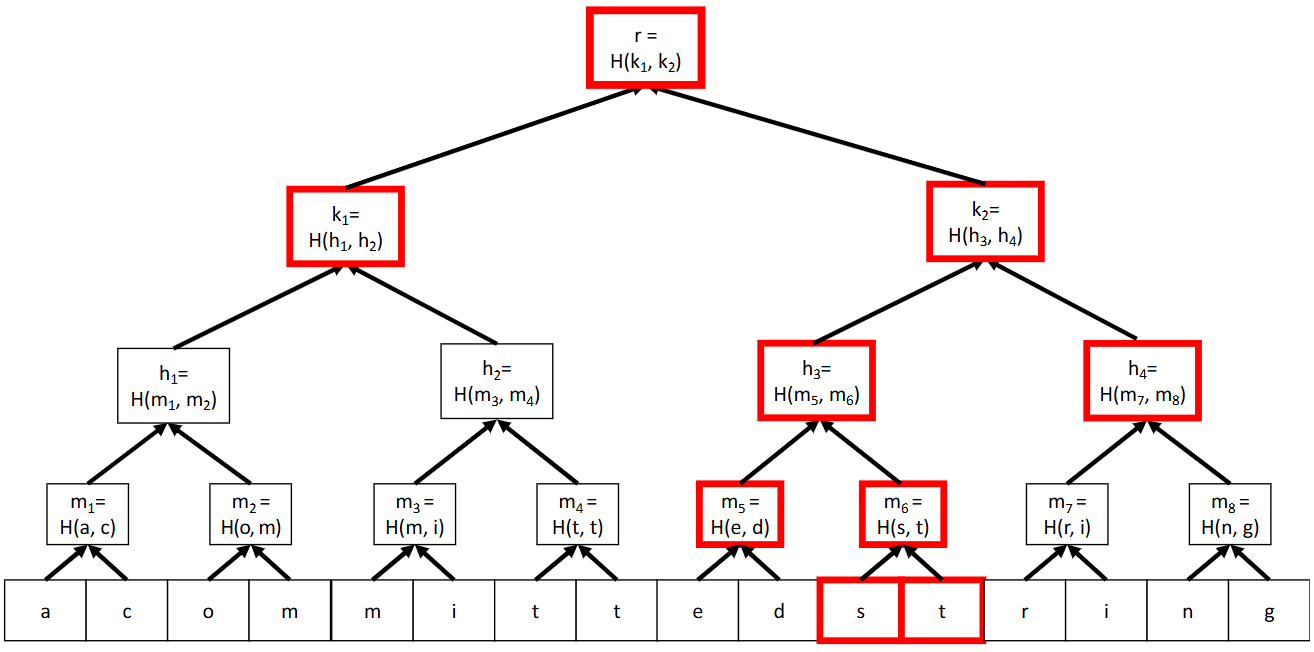 r =
H(k₁, k₂)
k₁=
H(h₁, h₂)
k₂=
H(h₃, h₄)
h₁=
H(m₁, m₂)
h₂=
H(m₃, m₄)
h₃=
H(m₅, m₆)
h₄=
H(m₇, m₈)
m₁=
H(a, c)
m₂=
H(o, m)
m₃=
H(m, i)
m₄=
H(t, t)
m₅ =
H(e, d)
m₆ =
H(s, t)
m₇ =
H(r, i)
m₈ =
H(n, g)
a c o m m i t t e d s t r i n g